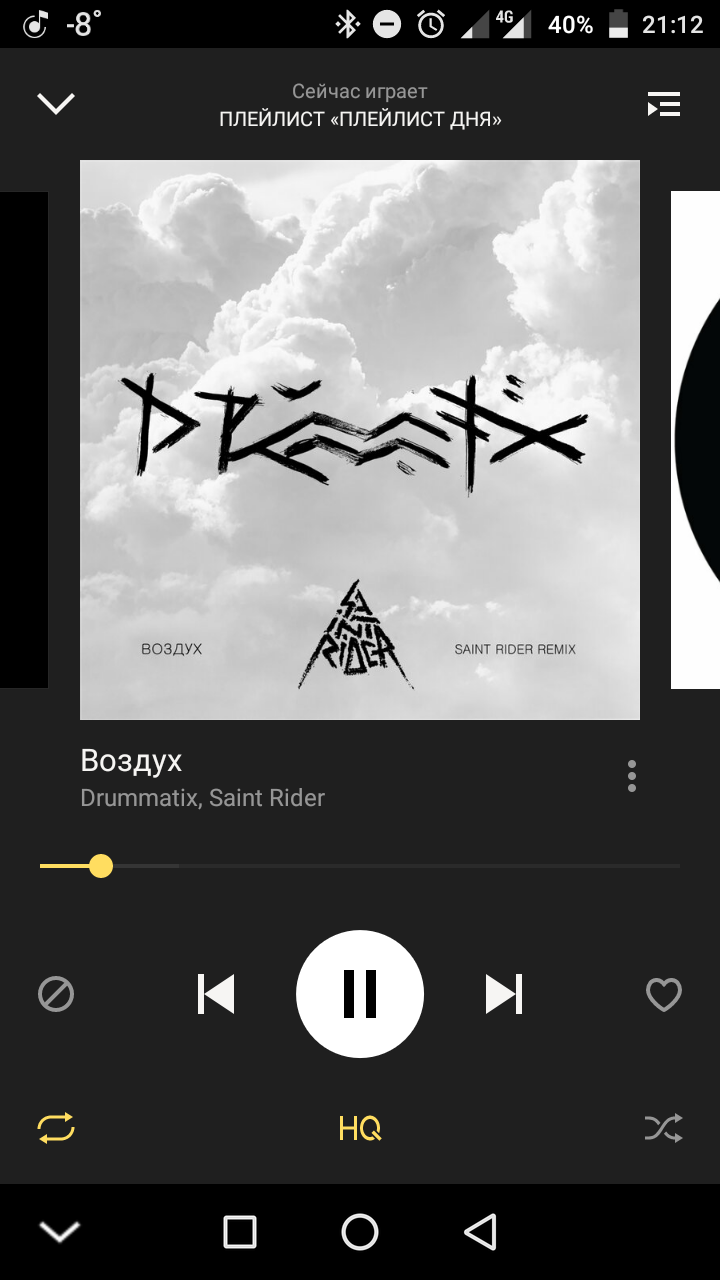 -8°
4G
40%
21:12
Сейчас играет
ПЛЕЙЛИСТ «ПЛЕЙЛИСТ ДНЯ»
SAINT RIDER
ВОЗДУХ
SAINT RIDER REMIX
Воздух
Drummatix, Saint Rider
HQ